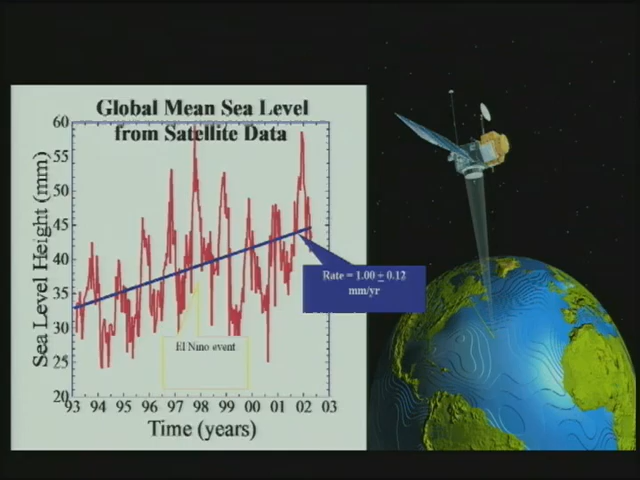 Global Mean Sea Level
from Satellite Data
Sea Level Height (mm)
60
55
50
45
40
35
30
25
20
Rate = 1.00 ± 0.12
mm/yr
El Nino event
93 94 95 96 97 98 99 00 01 02 03
Time (years)